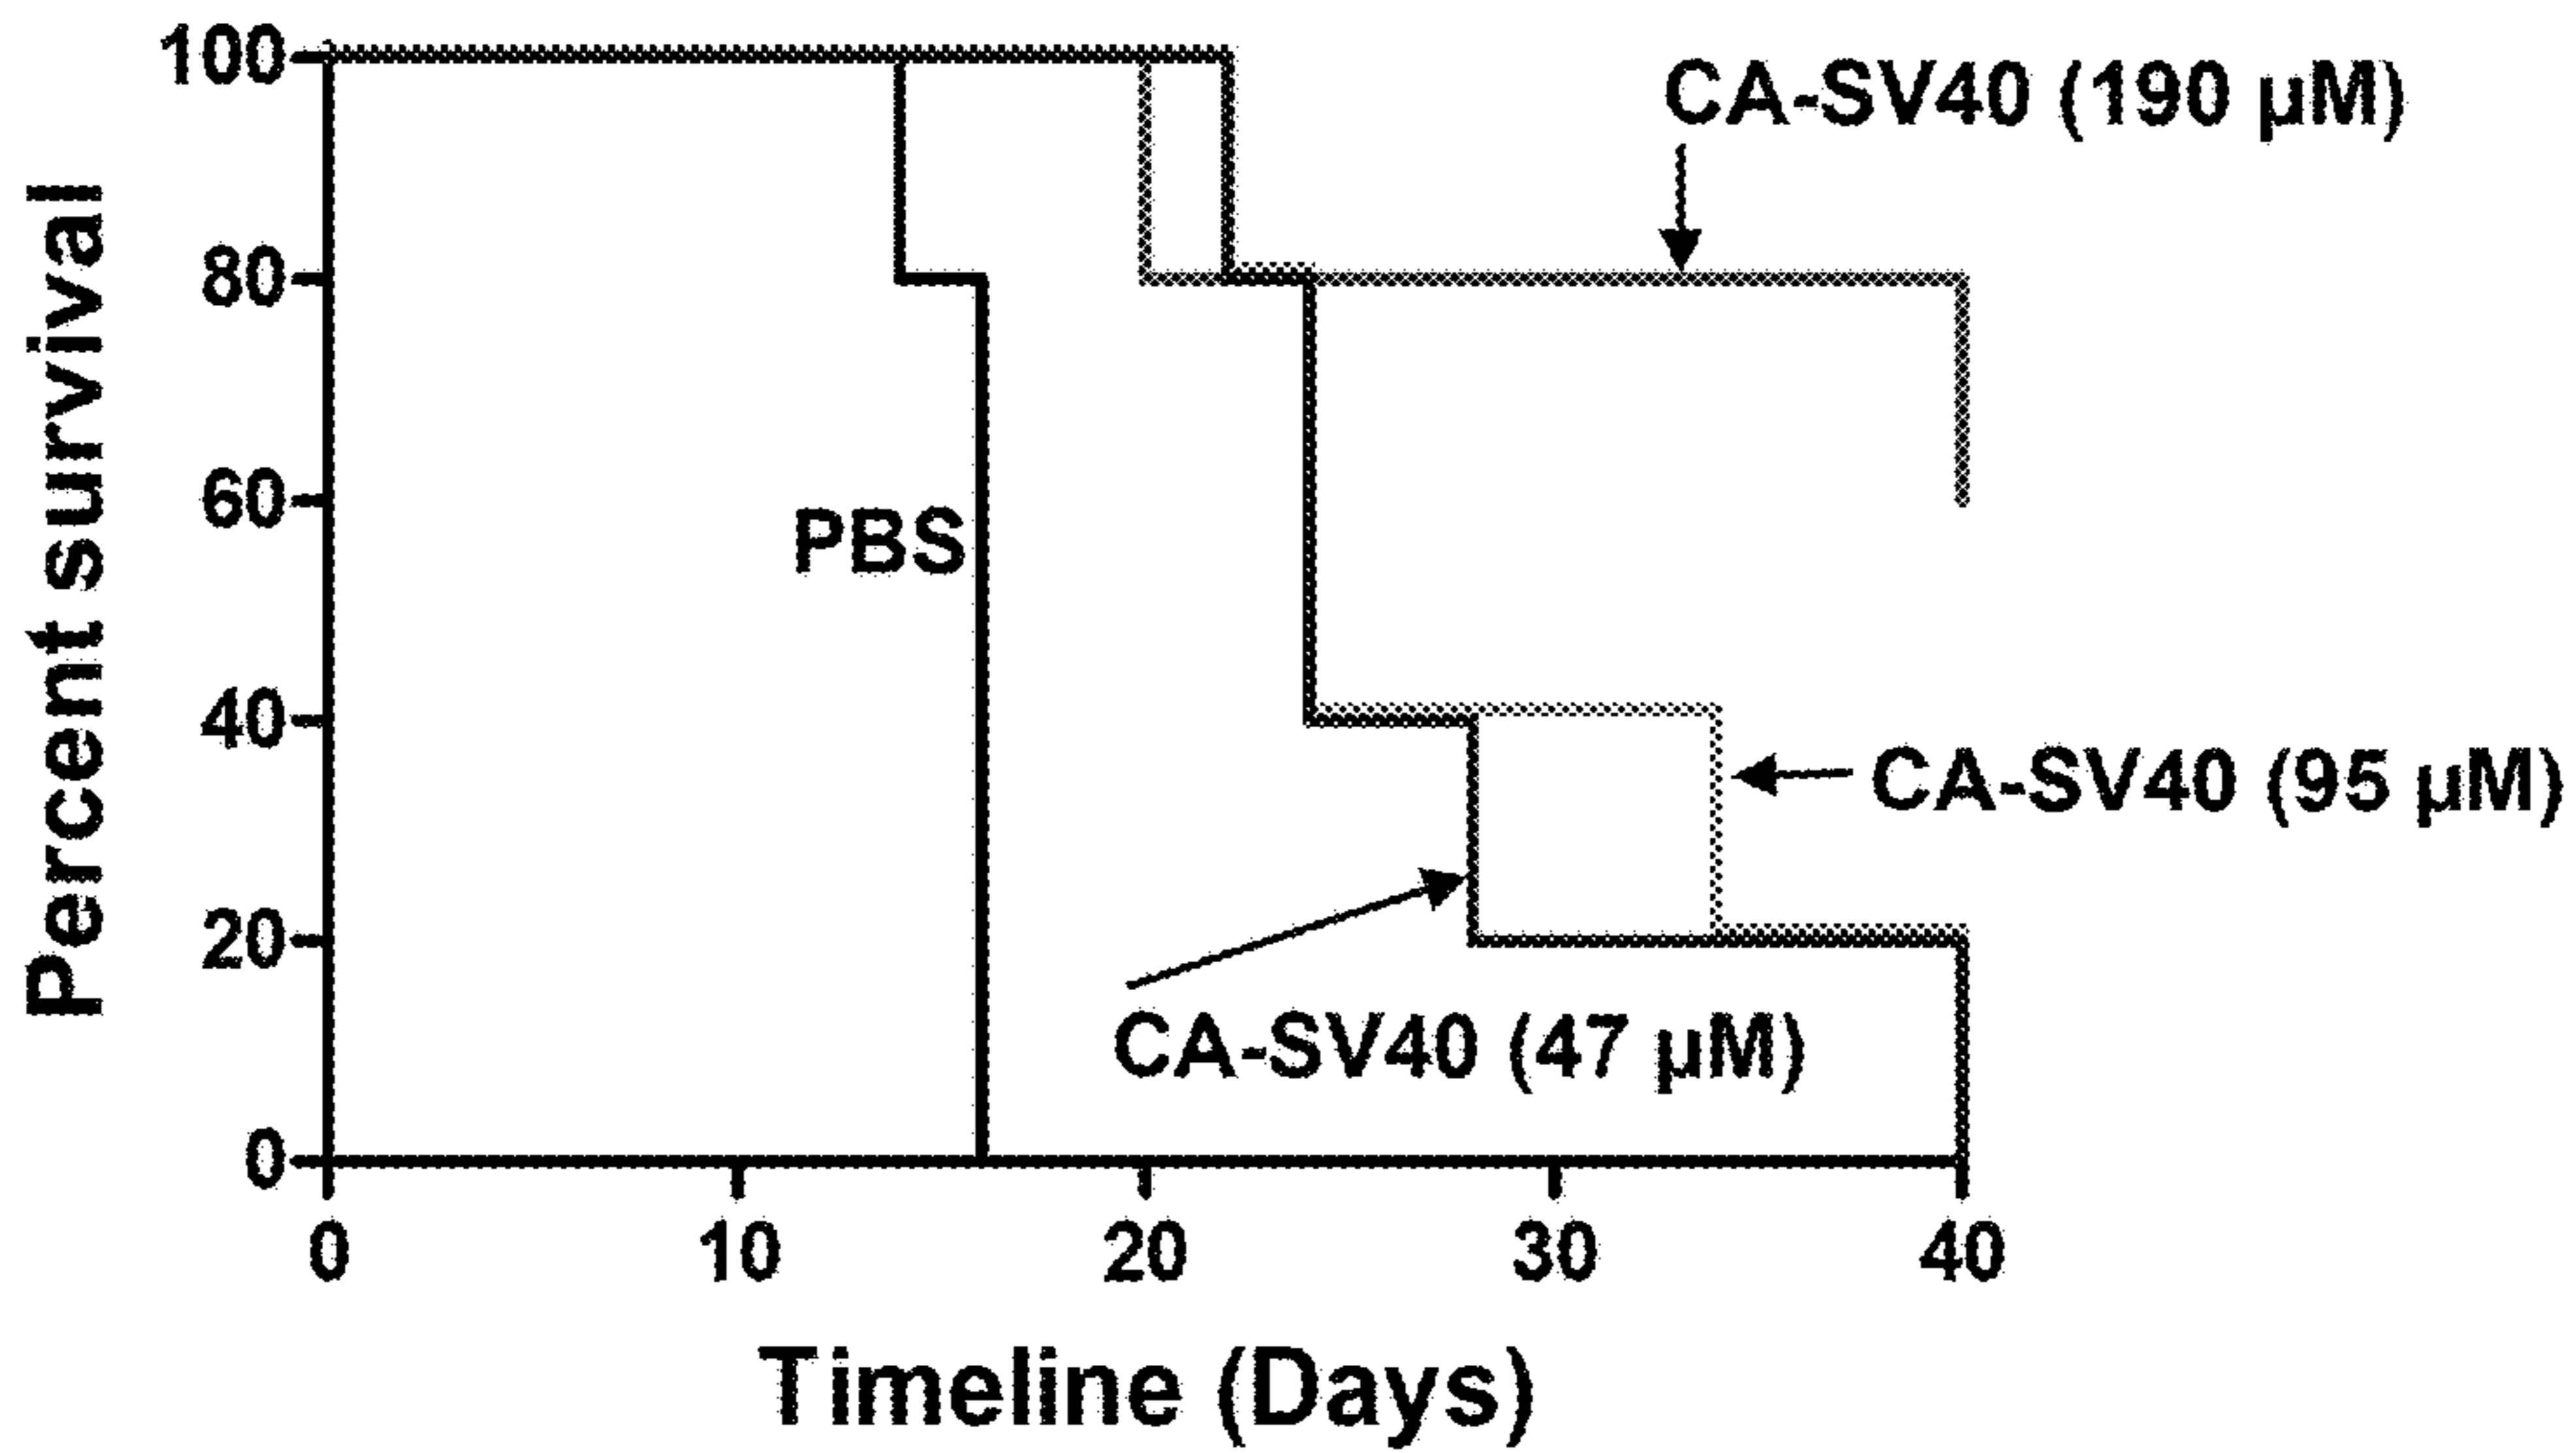 Percent survival
100
80
60
40
20
0
CA-SV40 (190 µM)
PBS
CA-SV40 (95 µM)
CA-SV40 (47 µM)
0 10 20 30 40
Timeline (Days)